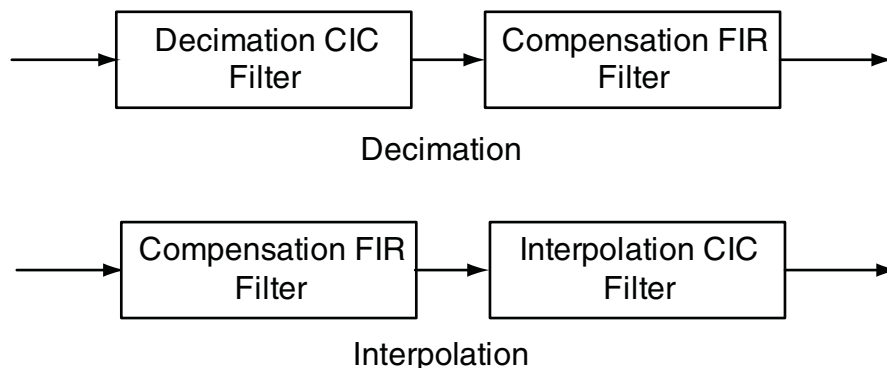 Decimation CIC
Filter
Compensation FIR
Filter
Decimation
Compensation FIR
Filter
Interpolation CIC
Filter
Interpolation